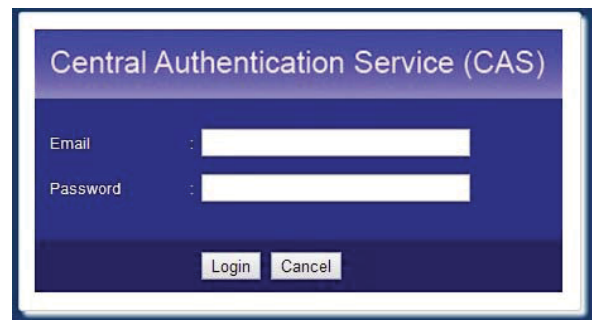 Central Authentication Service (CAS)
Email :
Password :
Login Cancel